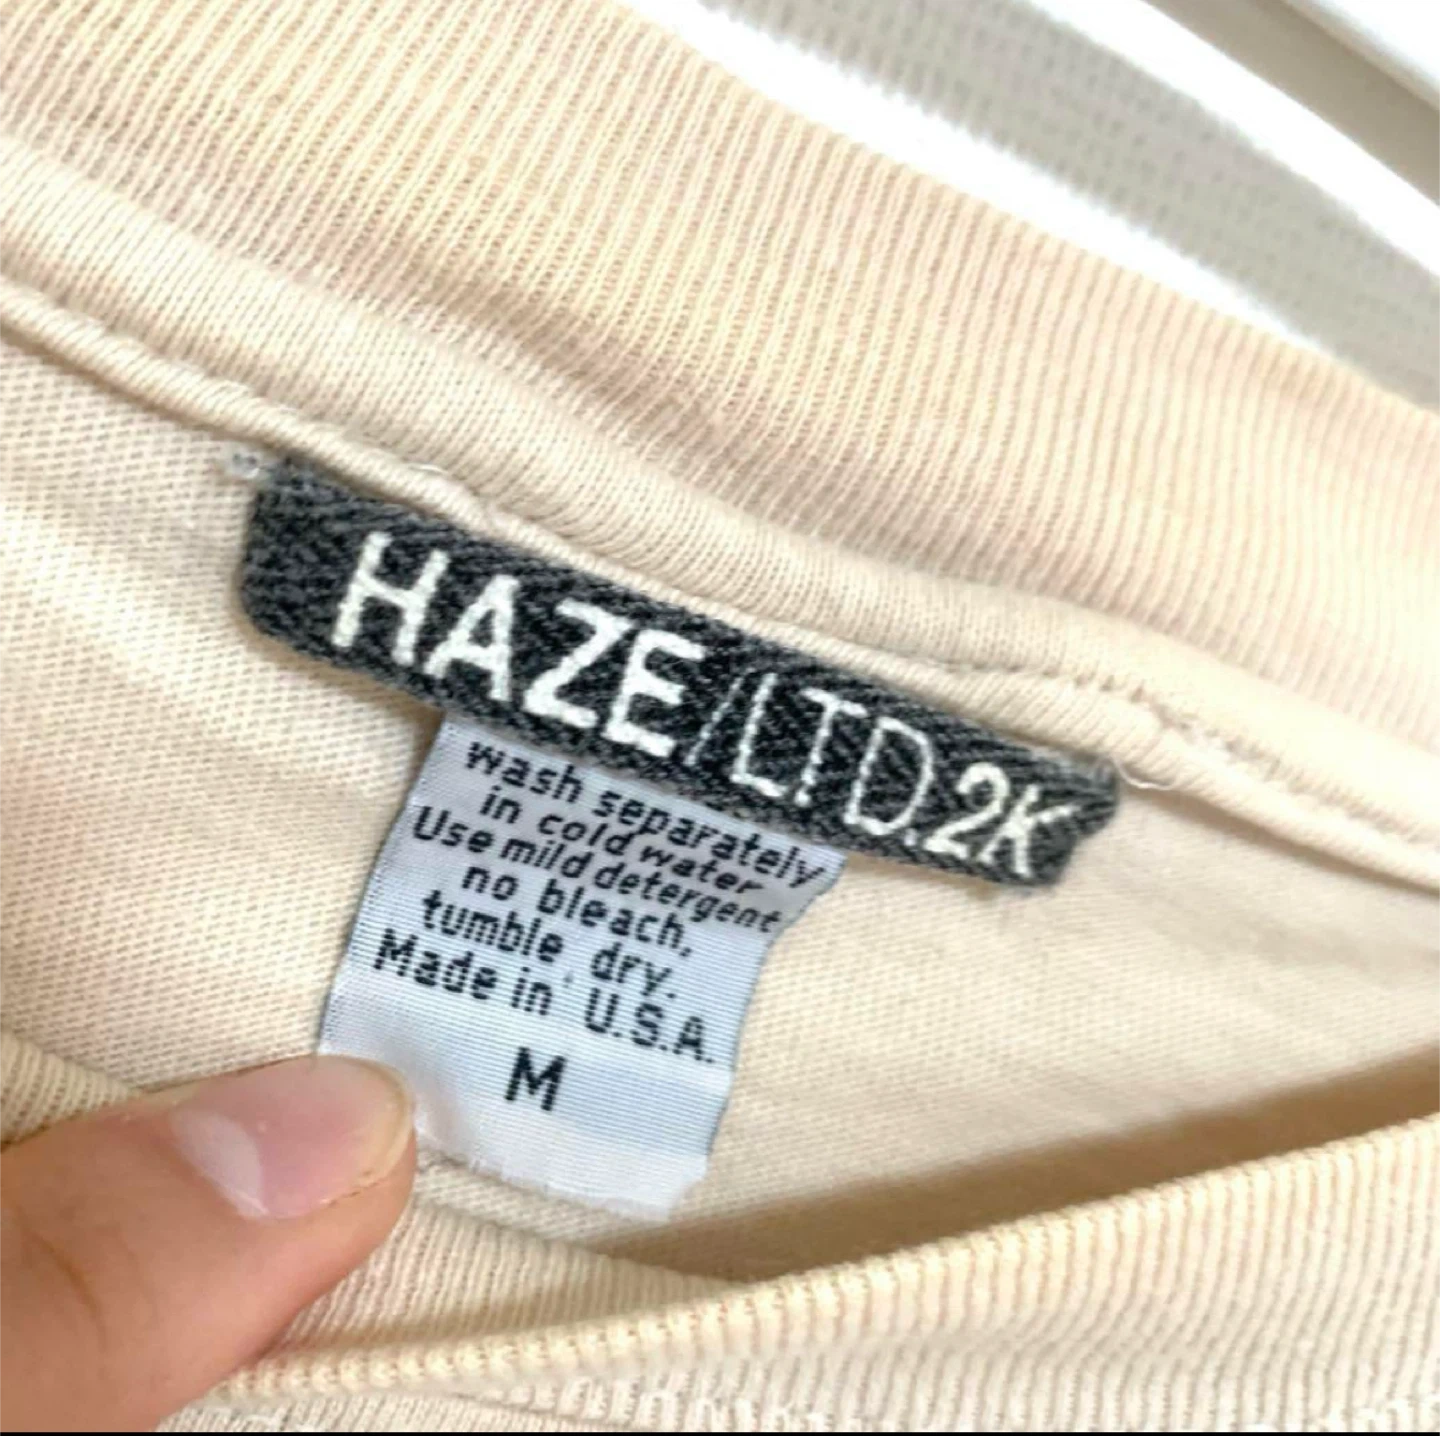 HAZE/LTD.2K
wash separately
in cold water
Use mild detergent
no bleach,
tumble dry.
Made in U.S.A.
M